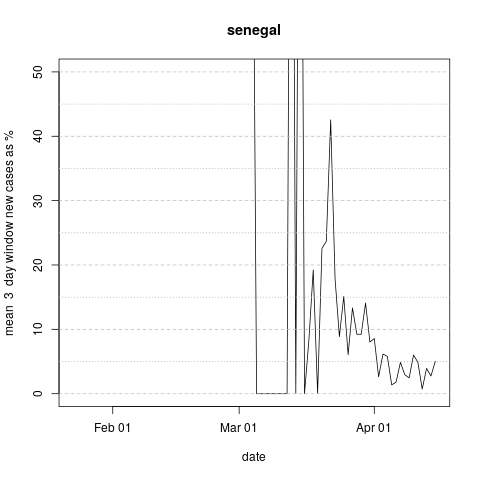 senegal
mean 3 day window new cases as %
50
40
30
20
10
0
Feb 01
Mar 01
Apr 01
date